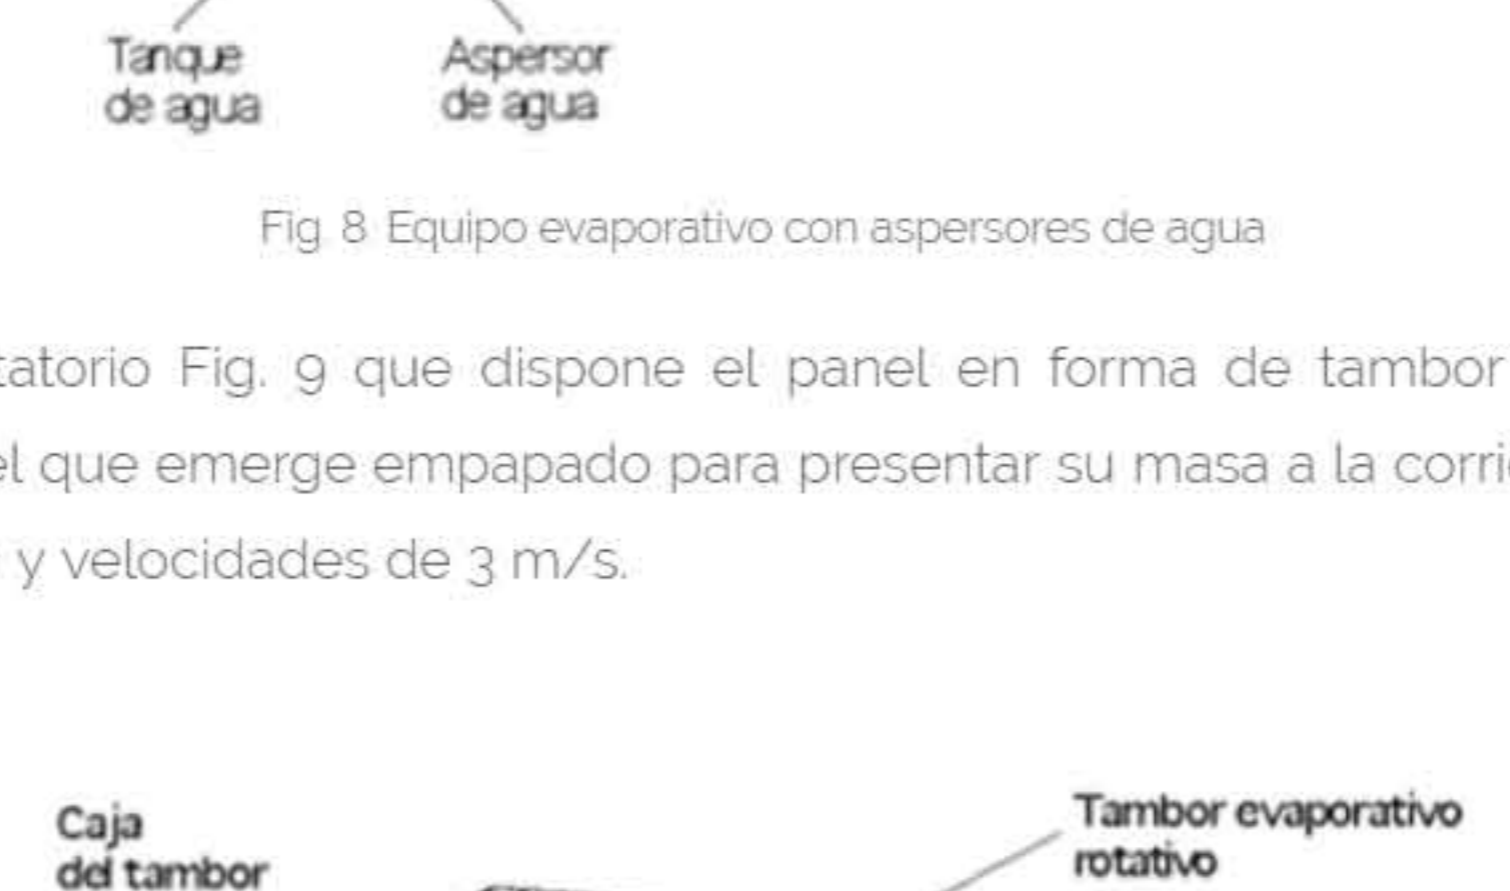 Tanque
de agua
Aspersor
de agua
Fig. 8 Equipo evaporativo con aspersores de agua
tatorio Fig. 9 que dispone el panel en forma de tambor
el que emerge empapado para presentar su masa a la corri
y velocidades de 3 m/s.
Caja
del tambor
Tambor evaporativo
rotativo